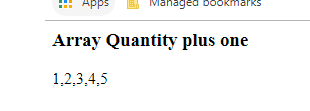 Apps Managed bookmarks
Array Quantity plus one
1,2,3,4,5